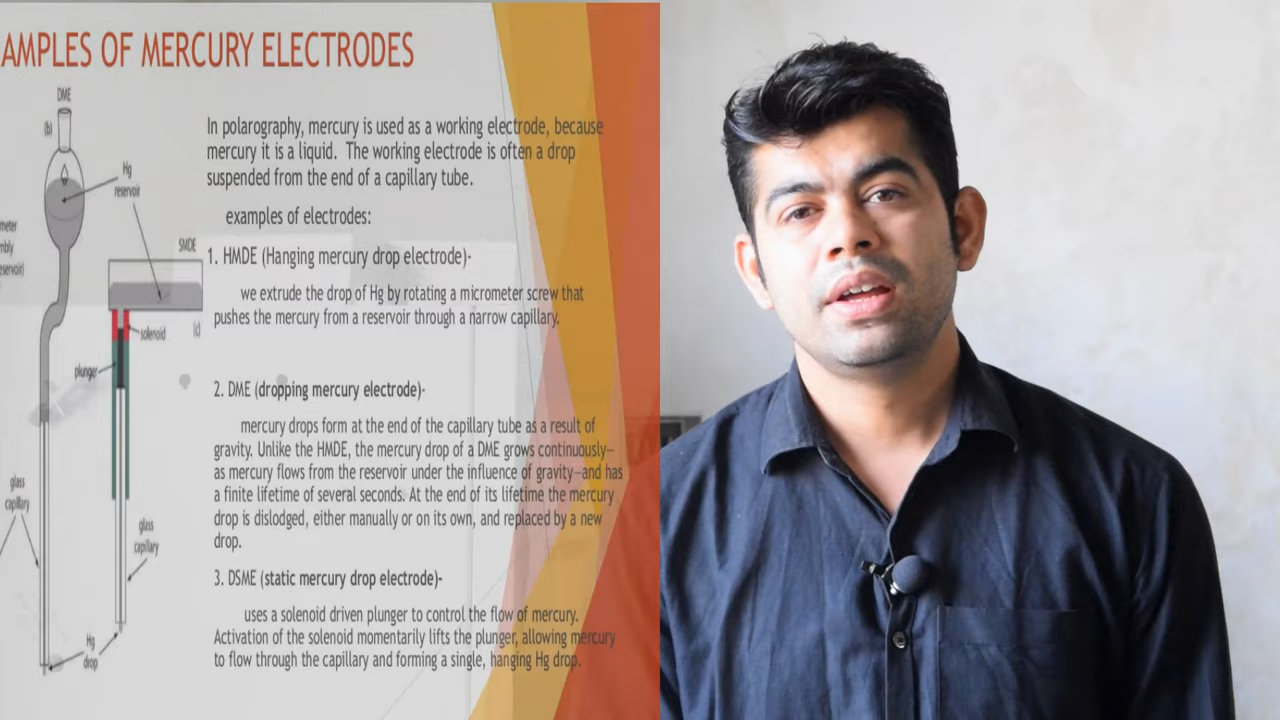 AMPLES OF MERCURY ELECTRODES
DME
(b)
Hg
reservoir
meter
mbly
eservoir)
SMDE
solenoid
(c)
plunger
glass
capillary
glass
capillary
Hg
drop
In polarography, mercury is used as a working electrode, because
mercury it is a liquid. The working electrode is often a drop
suspended from the end of a capillary tube.
examples of electrodes:
1. HMDE (Hanging mercury drop electrode)-
we extrude the drop of Hg by rotating a micrometer screw that
pushes the mercury from a reservoir through a narrow capillary.
2. DME (dropping mercury electrode)-
mercury drops form at the end of the capillary tube as a result of
gravity. Unlike the HMDE, the mercury drop of a DME grows continuously—
as mercury flows from the reservoir under the influence of gravity—and has
a finite lifetime of several seconds. At the end of its lifetime the mercury
drop is dislodged, either manually or on its own, and replaced by a new
drop.
3. DSME (static mercury drop electrode)-
uses a solenoid driven plunger to control the flow of mercury.
Activation of the solenoid momentarily lifts the plunger, allowing mercury
to flow through the capillary and forming a single, hanging Hg drop.